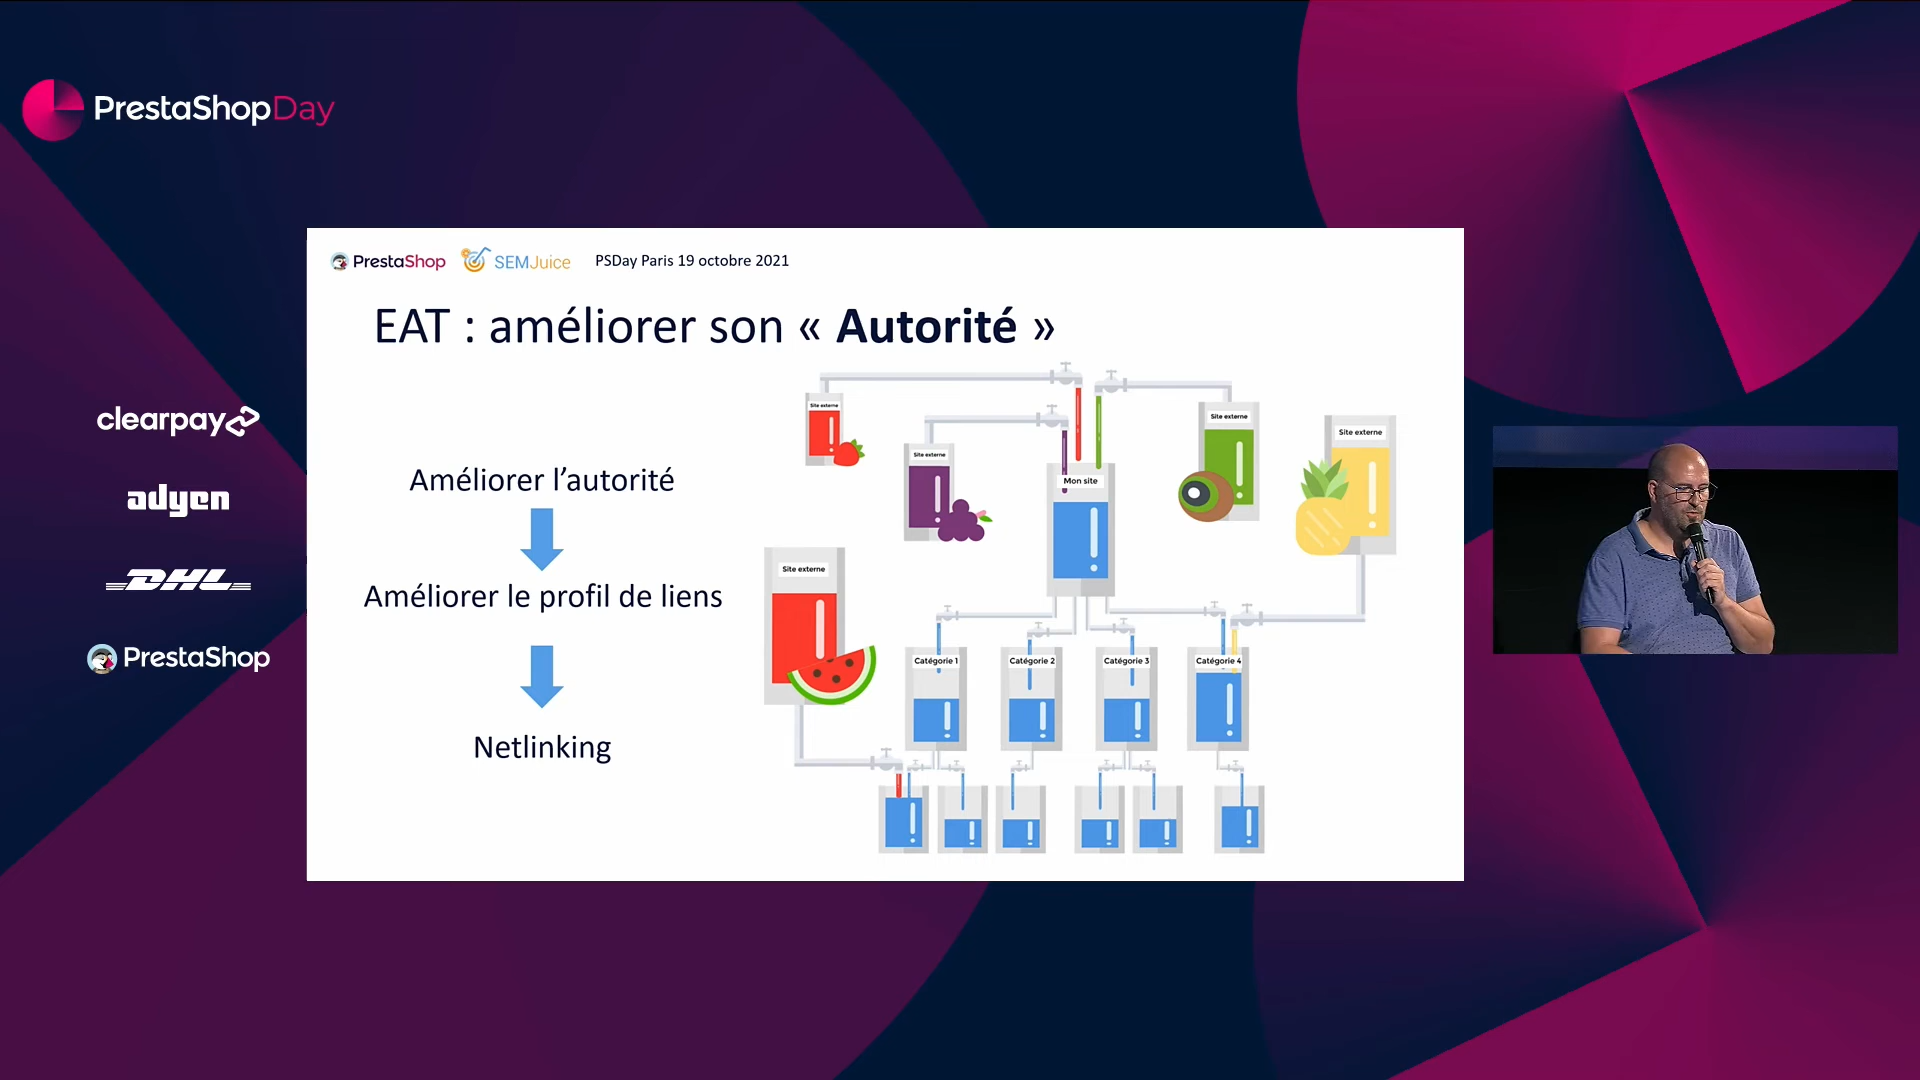 PrestaShopDay
clearpay
adyen
DHL
PrestaShop
PrestaShop SEMJuice PSDay Paris 19 octobre 2021
EAT : améliorer son « Autorité »
Améliorer l’autorité
Améliorer le profil de liens
Netlinking
Site externe
Site externe
Site externe
Site externe
Mon site
Site externe
Catégorie 1
Catégorie 2
Catégorie 3
Catégorie 4